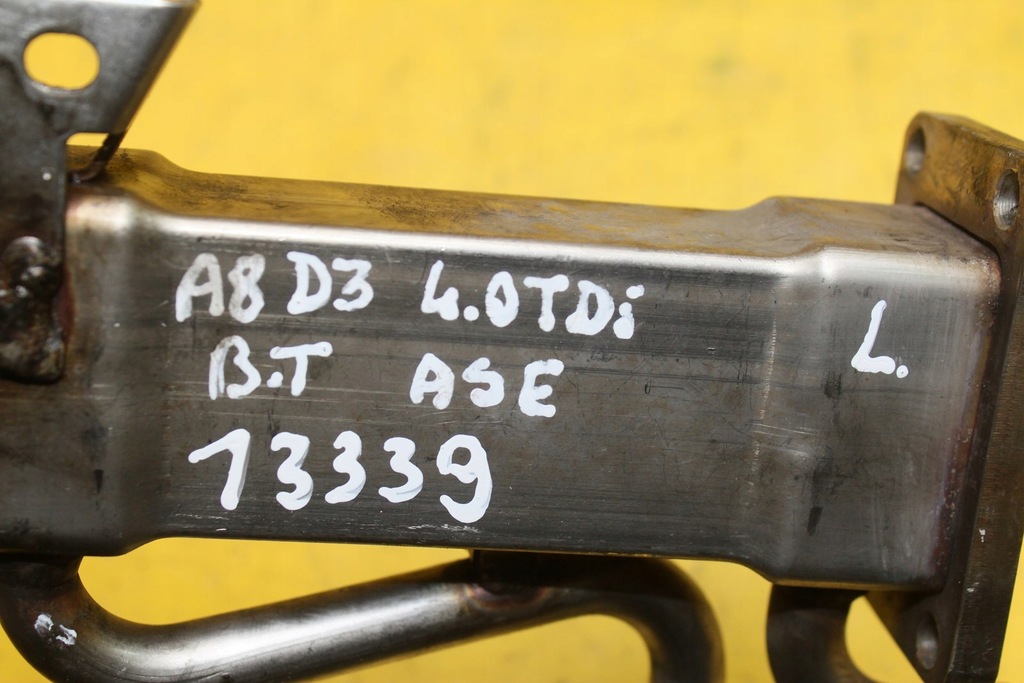 A8 D3 4.0TDi L.
B.T ASE
13339